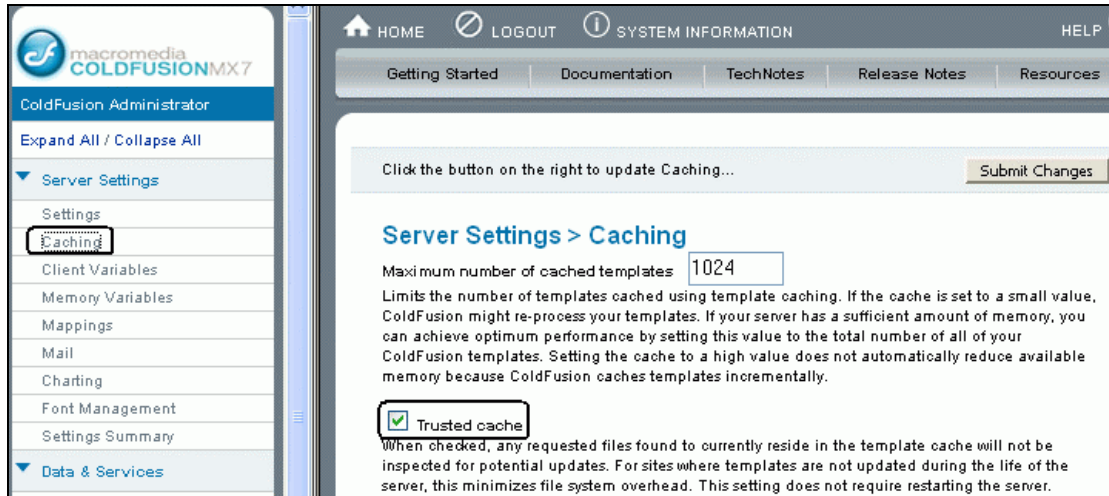 macromedia
COLDFUSIONMX7
ColdFusion Administrator
Expand All / Collapse All
Server Settings
Settings
Caching
Client Variables
Memory Variables
Mappings
Mail
Charting
Font Management
Settings Summary
Data & Services
HOME LOGOUT SYSTEM INFORMATION HELP
Getting Started Documentation TechNotes Release Notes Resources
Click the button on the right to update Caching... Submit Changes
Server Settings > Caching
Maximum number of cached templates 1024
Limits the number of templates cached using template caching. If the cache is set to a small value,
ColdFusion might re-process your templates. If your server has a sufficient amount of memory, you
can achieve optimum performance by setting this value to the total number of all of your
ColdFusion templates. Setting the cache to a high value does not automatically reduce available
memory because ColdFusion caches templates incrementally.
Trusted cache
When checked, any requested files found to currently reside in the template cache will not be
inspected for potential updates. For sites where templates are not updated during the life of the
server, this minimizes file system overhead. This setting does not require restarting the server.